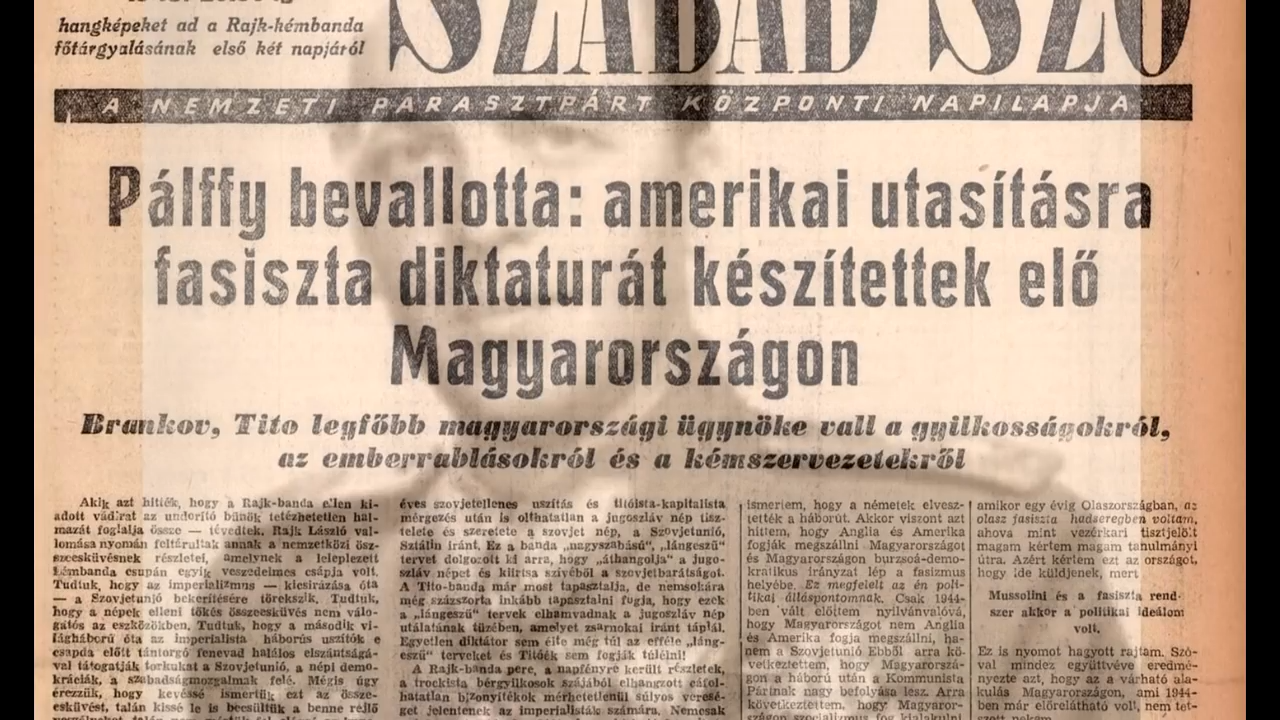 hangképeket ad a Rajk-kémbanda
főtárgyalásának első két napjáról
SZABAD SZÓ
A NEMZETI PARASZTPÁRT KÖZPONTI NAPILAPJA
Pálffy bevallotta: amerikai utasításra
fasiszta diktaturát készítettek elő
Magyarországon
Brankov, Tito legfőbb magyarországi ügynöke vall a gyilkosságokról,
az emberrablásokról és a kémszervezetekről
Akik azt hitték, hogy a Rajk-banda ellen ki-
adott vádirat az undorító bűnök tetézhetetlen hal-
mazát foglalja össze — tévedtek. Rajk László val-
lomása nyomán feltárultak annak a nemzetközi ösz-
szeesküvésnek részletei, amelynek a leleplezett
kémbanda csupán egyik veszedelmes csápja volt.
Tudtuk, hogy az imperializmus — kiesirázása óta
— a Szovjetunió bekerítésére törekszik. Tudtuk,
hogy a népek elleni tőkés összeesküvés nem válo-
gatós az eszközökben. Tudtuk, hogy a második vi-
lágháború óta az imperialista háborús uszítók e
csapda előtt tántorgó fenevad halálos elszántságá-
val tátogatják torkukat a Szovjetunió, a népi demo-
kráciák, a szabadságmozgalmak felé. Mégis úgy
érezzük, hogy kevéssé ismertük ezt az össze-
esküvést, talán kissé le is becsültük a benne rejlő
éves szovjetellenes uszítás és titóista-kapitalista
mérgezés után is olthatatlan a jugoszláv nép tisz-
telete és szeretete a szovjet nép, a Szovjetunió,
Sztálin iránt. Ez a banda „nagyszabású”, „lángeszű”
tervet dolgozott ki arra, hogy „áthangolja” a jugo-
szláv népet és kiirtsa szívéből a szovjetbarátságot.
A Tito-banda már most tapasztalja, de nemsokára
még százszorta inkább tapasztalni fogja, hogy ezek
a „lángeszű” tervek elhamvadnak a jugoszláv nép
utálatának tüzében, amelyet zsarnokai iránt táplál.
Egyetlen diktátor sem élte még túl az efféle „láng-
eszű” terveket és Titóék sem fogják túlélni!
A Rajk-banda pere, a napfényre került részletek,
a trockista bérgyilkosok szájából elhangzott cáfol-
hatatlan bizonyítékok mérhetetlenül súlyos veresé-
get jelentenek az imperialisták számára. Nemcsak
ismertem, hogy a németek elvesz-
tették a háborút. Akkor viszont azt
hittem, hogy Anglia és Amerika
fogják megszállni Magyarországot
és Magyarországon burzsoá-demo-
kratikus irányzat lép a fasizmus
helyébe. Ez megfelelt az én poli-
tikai álláspontomnak. Csak 1944-
ben vált előttem nyilvánvalóvá,
hogy Magyarországot nem Anglia
és Amerika fogja megszállni, ha-
nem a Szovjetunió Ebből arra kö-
vetkeztettem, hogy Magyarorszá-
gon a háború után a Kommunista
Pártnak nagy befolyása lesz. Arra
következtettem, hogy Magyaror-
szágon szocializmus fog kialakulni
amikor egy évig Olaszországban, az
olasz fasiszta hadseregben voltam,
ahova mint vezérkari tisztjelölt
magam kértem magam tanulmányi
útra. Azért kértem ezt az országot,
hogy ide küldjenek, mert
Mussolini és a fasiszta rend-
szer akkor a politikai ideálom
volt.
Ez is nyomot hagyott rajtam. Szó-
val mindez együttvéve eredmé-
nyezte azt, hogy az a várható ala-
kulás Magyarországon, ami 1944-
ben már előrelátható volt, nem tet-
szett nekem.